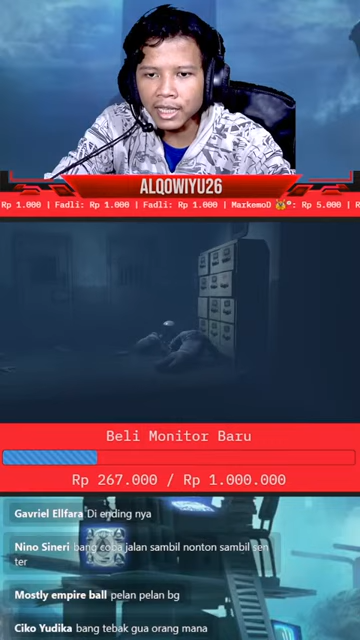 ALQOWIYU26
Rp 1.000 | Fadli: Rp 1.000 | Fadli: Rp 1.000 | MarkemoD 💰: Rp 5.000 | R
Beli Monitor Baru
Rp 267.000 / Rp 1.000.000
Gavriel Ellfara Di ending nya
Nino Sineri bang coba jalan sambil nonton sambil sen
ter
Mostly empire ball pelan pelan bg
Ciko Yudika bang tebak gua orang mana